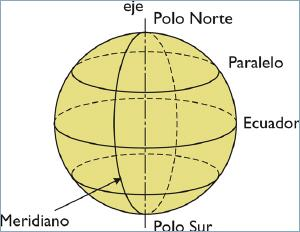 eje
Polo Norte
Paralelo
Ecuador
Meridiano
Polo Sur